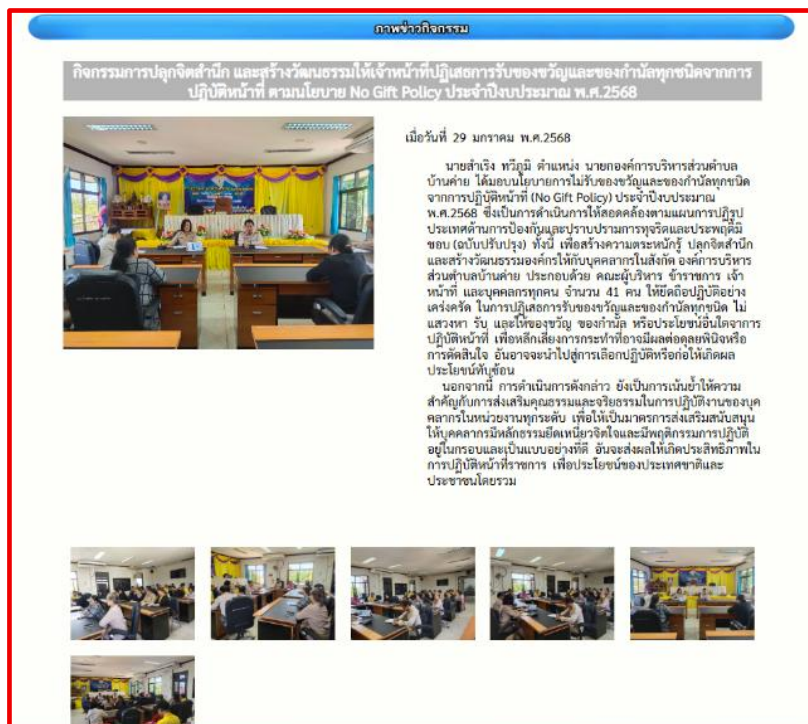 ภาพข่าวกิจกรรม
กิจกรรมการปลุกจิตสำนึก และสร้างวัฒนธรรมให้เจ้าหน้าที่ปฏิเสธการรับของขวัญและของกำนัลทุกชนิดจากการ
ปฏิบัติหน้าที่ ตามนโยบาย No Gift Policy ประจำปีงบประมาณ พ.ศ.2568
เมื่อวันที่ 29 มกราคม พ.ศ.2568
นายสำเริง ทวีภูมิ ตำแหน่ง นายกองค์การบริหารส่วนตำบล
บ้านค่าย ได้มอบนโยบายการไม่รับของขวัญและของกำนัลทุกชนิด
จากการปฏิบัติหน้าที่ (No Gift Policy) ประจำปีงบประมาณ
พ.ศ.2568 ซึ่งเป็นการดำเนินการให้สอดคล้องตามแผนการปฏิรูป
ประเทศด้านการป้องกันและปราบปรามการทุจริตและประพฤติมิ
ชอบ (ฉบับปรับปรุง) ทั้งนี้ เพื่อสร้างความตระหนักรู้ ปลุกจิตสำนึก
และสร้างวัฒนธรรมองค์กรให้กับบุคคลากรในสังกัด องค์การบริหาร
ส่วนตำบลบ้านค่าย ประกอบด้วย คณะผู้บริหาร ข้าราชการ เจ้า
หน้าที่ และบุคคลกรทุกคน จำนวน 41 คน ให้ยึดถือปฏิบัติอย่าง
เคร่งครัด ในการปฏิเสธการรับของขวัญและของกำนัลทุกชนิด ไม่
แสวงหา รับ และให้ของขวัญ ของกำนัล หรือประโยชน์อื่นใดจาการ
ปฏิบัติหน้าที่ เพื่อหลีกเลี่ยงการกระทำที่อาจมีผลต่อดุลยพินิจหรือ
การตัดสินใจ อันอาจจะนำไปสู่การเลือกปฏิบัติหรือก่อให้เกิดผล
ประโยชน์ทับซ้อน
นอกจากนี้ การดำเนินการดังกล่าว ยังเป็นการเน้นย้ำให้ความ
สำคัญกับการส่งเสริมคุณธรรมและจริยธรรมในการปฏิบัติงานของบุค
คลากรในหน่วยงานทุกระดับ เพื่อให้เป็นมาตรการส่งเสริมสนับสนุน
ให้บุคคลากรมีหลักธรรมยึดเหนี่ยวจิตใจและมีพฤติกรรมการปฏิบัติ
อยู่ในกรอบและเป็นแบบอย่างที่ดี อันจะส่งผลให้เกิดประสิทธิภาพใน
การปฏิบัติหน้าที่ราชการ เพื่อประโยชน์ของประเทศชาติและ
ประชาชนโดยรวม